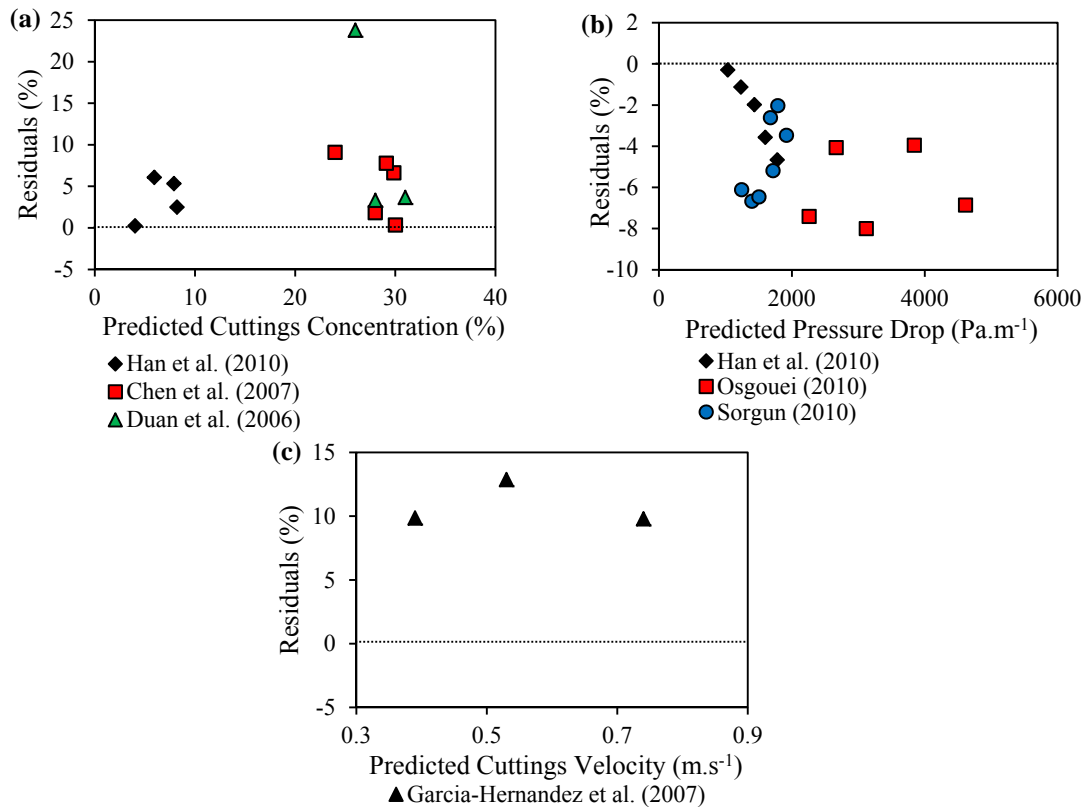 (a)
25
20
15
10
5
0
-5
Residuals (%)
0 10 20 30 40
Predicted Cuttings Concentration (%)
Han et al. (2010)
Chen et al. (2007)
Duan et al. (2006)
(b)
2
0
-2
-4
-6
-8
-10
Residuals (%)
0 2000 4000 6000
Predicted Pressure Drop (Pa.m-1)
Han et al. (2010)
Osgouei (2010)
Sorgun (2010)
(c)
15
10
5
0
-5
Residuals (%)
0.3 0.5 0.7 0.9
Predicted Cuttings Velocity (m.s-1)
Garcia-Hernandez et al. (2007)